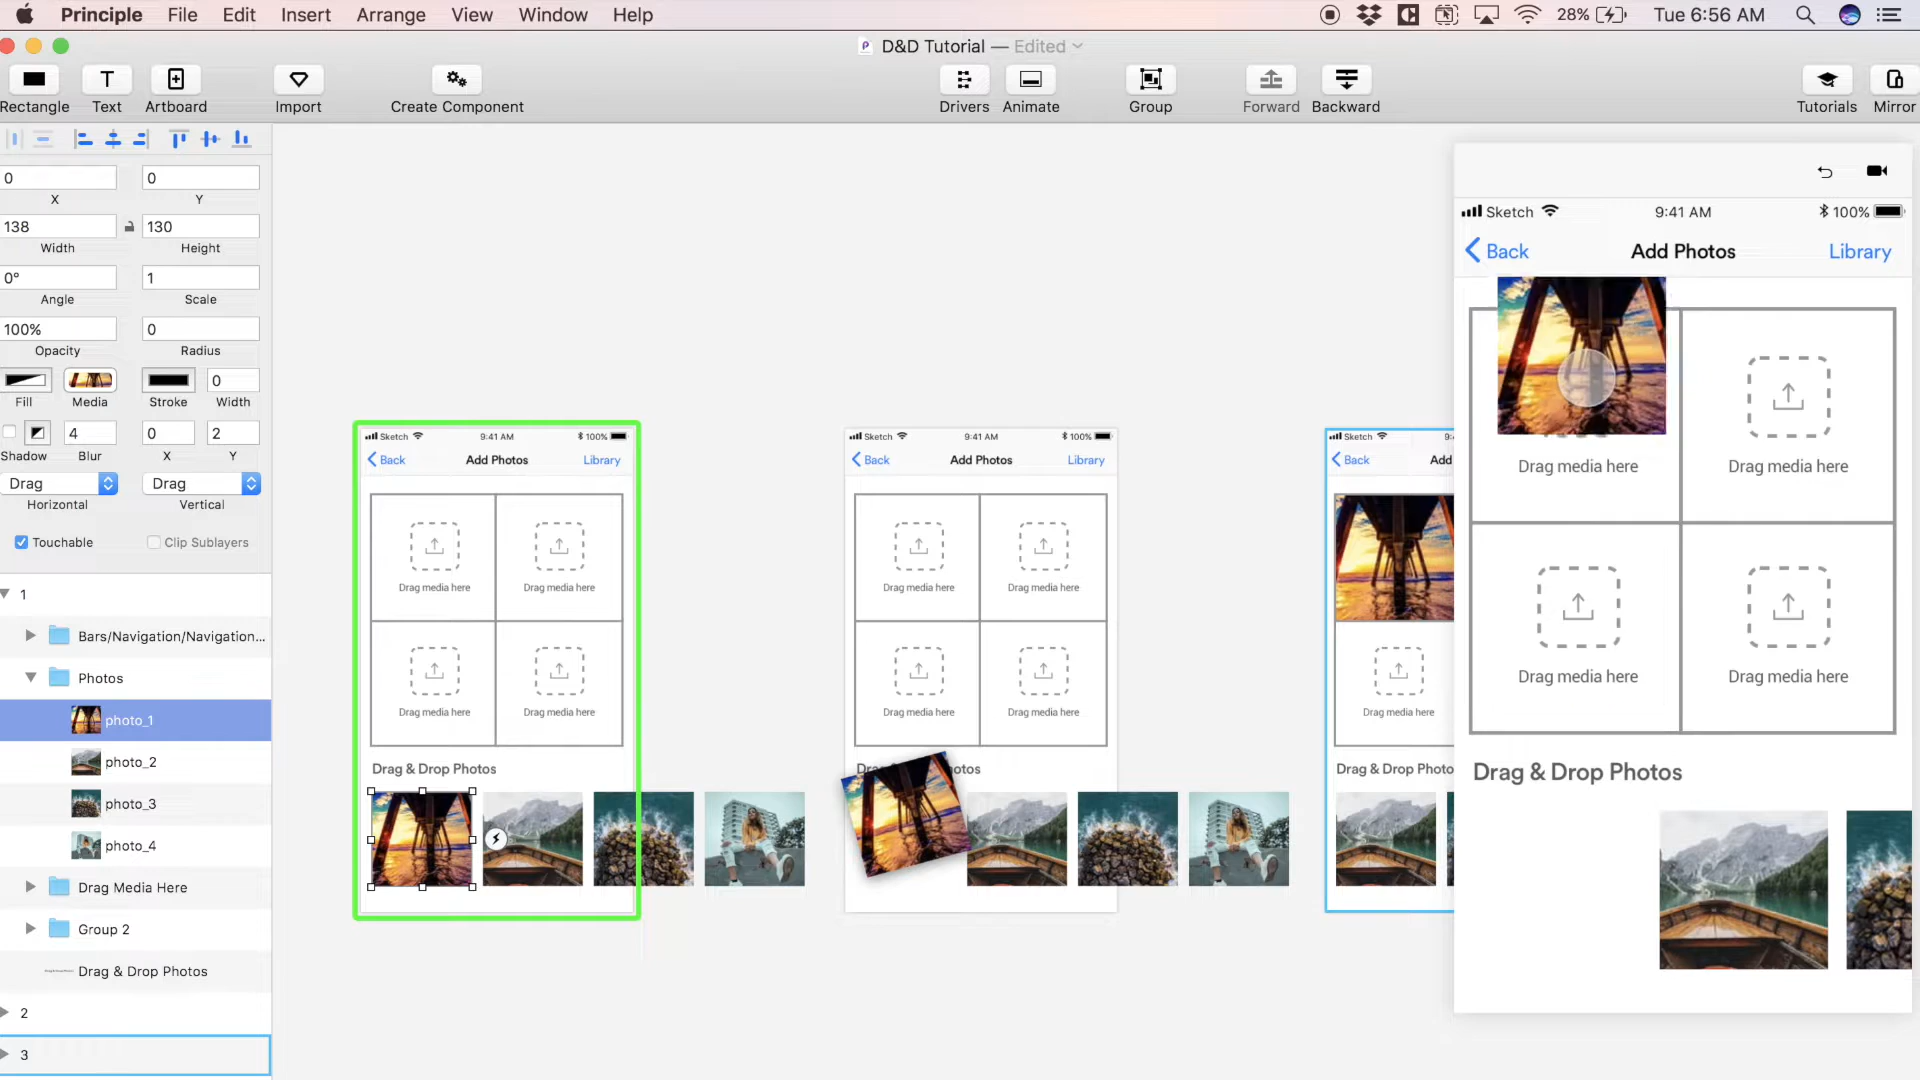 Principle File Edit Insert Arrange View Window Help 28% Tue 6:56 AM
D&D Tutorial — Edited
Rectangle Text Artboard Import Create Component Drivers Animate Group Forward Backward Tutorials Mirror
0 0
X Y
138 130
Width Height
0° 1
Angle Scale
100% 0
Opacity Radius
0
Fill Media Stroke Width
4 0 2
Shadow Blur X Y
Drag Drag
Horizontal Vertical
Touchable Clip Sublayers
1
Bars/Navigation/Navigation...
Photos
photo_1
photo_2
photo_3
photo_4
Drag Media Here
Group 2
Drag & Drop Photos
2
3
Sketch 9:41 AM 100%
Back Add Photos Library
Drag media here Drag media here
Drag media here Drag media here
Drag & Drop Photos
Sketch 9:41 AM 100%
Back Add Photos Library
Drag media here Drag media here
Drag media here Drag media here
Sketch
Back Add
Drag media here
Drag & Drop Photo
Sketch 9:41 AM 100%
Back Add Photos Library
Drag media here Drag media here
Drag media here Drag media here
Drag & Drop Photos